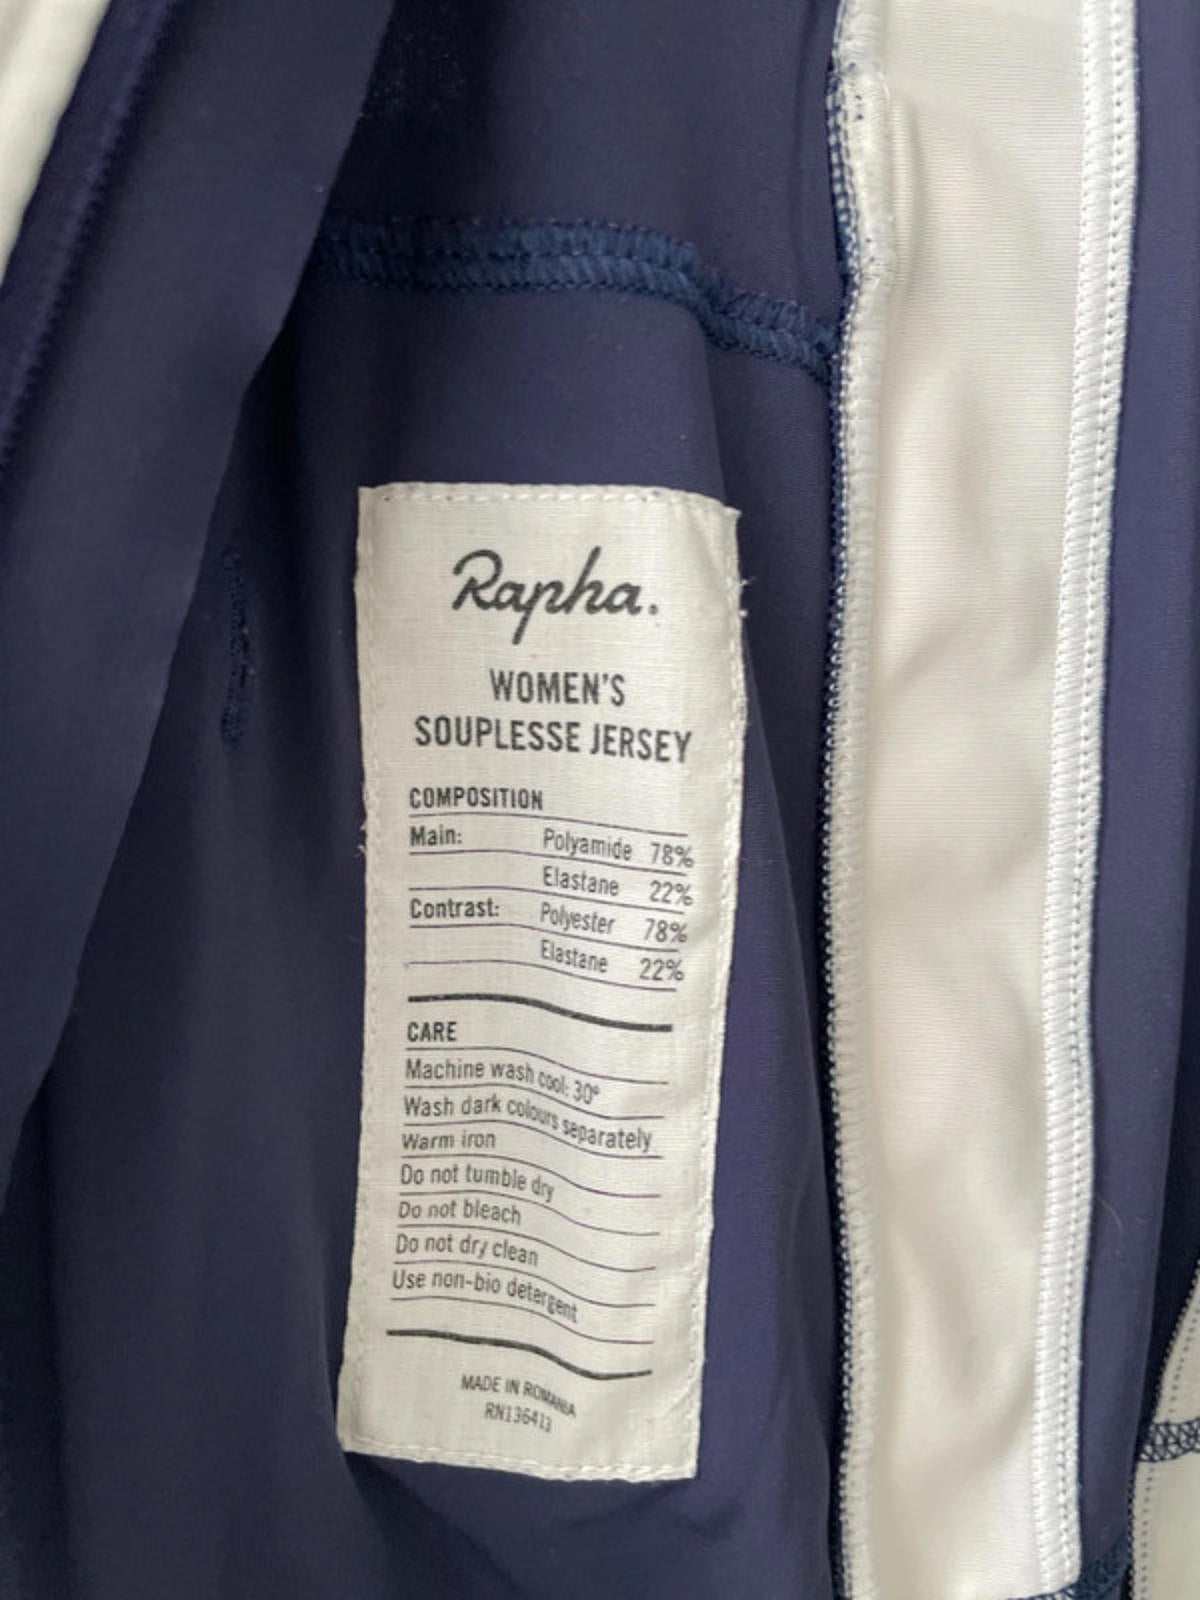 Rapha.
WOMEN'S
SOUPLESSE JERSEY
COMPOSITION
Main: Polyamide 78%
Elastane 22%
Contrast: Polyester 78%
Elastane 22%
CARE
Machine wash cool: 30°
Wash dark colours separately
Warm iron
Do not tumble dry
Do not bleach
Do not dry clean
Use non-bio detergent
MADE IN ROMANIA
RN136413